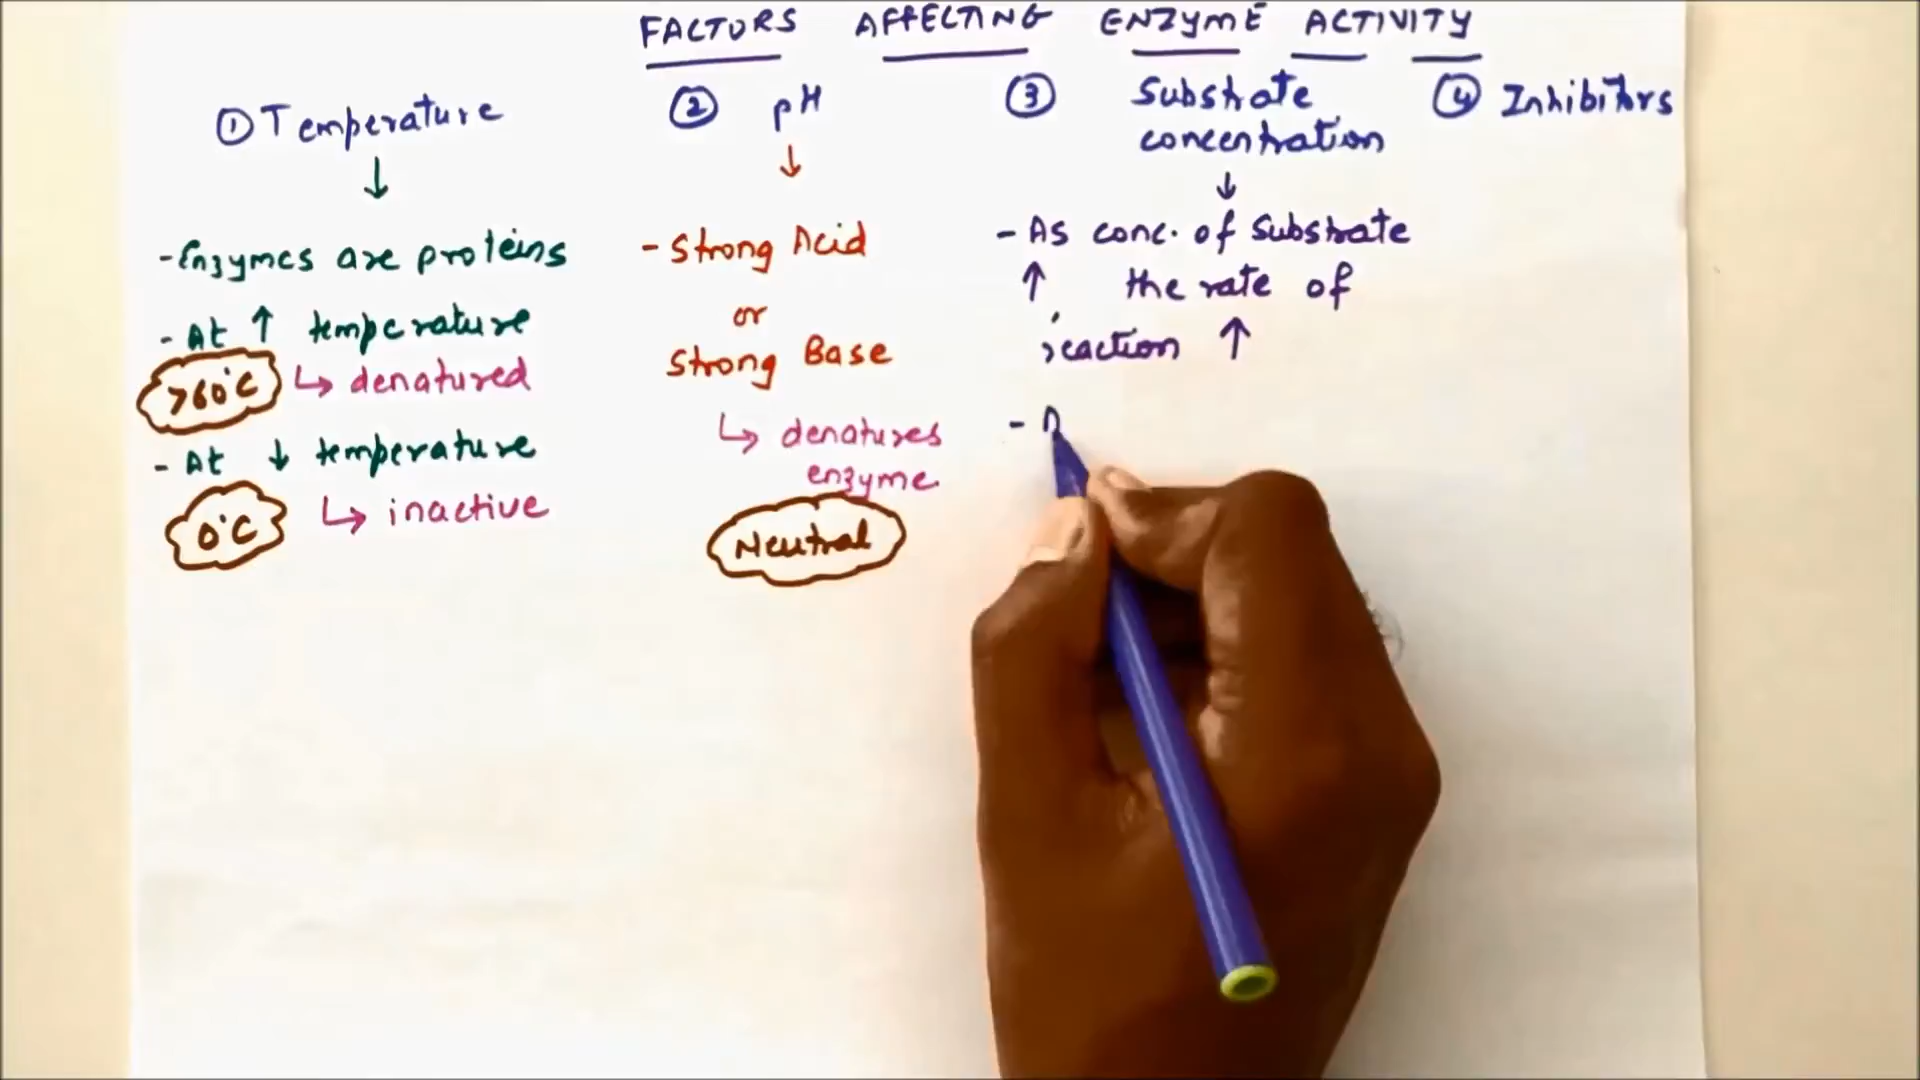 FACTORS AFFECTING ENZYME ACTIVITY
① Temperature
↓
- Enzymes are proteins
- At ↑ temperature
>60°C ↳ denatured
- At ↓ temperature
0°C ↳ inactive
② pH
↓
- Strong Acid
or
Strong Base
↳ denatures
enzyme
Neutral
③ Substrate
concentration
↓
- As conc. of Substrate
↑ the rate of
reaction ↑
- A
④ Inhibitors